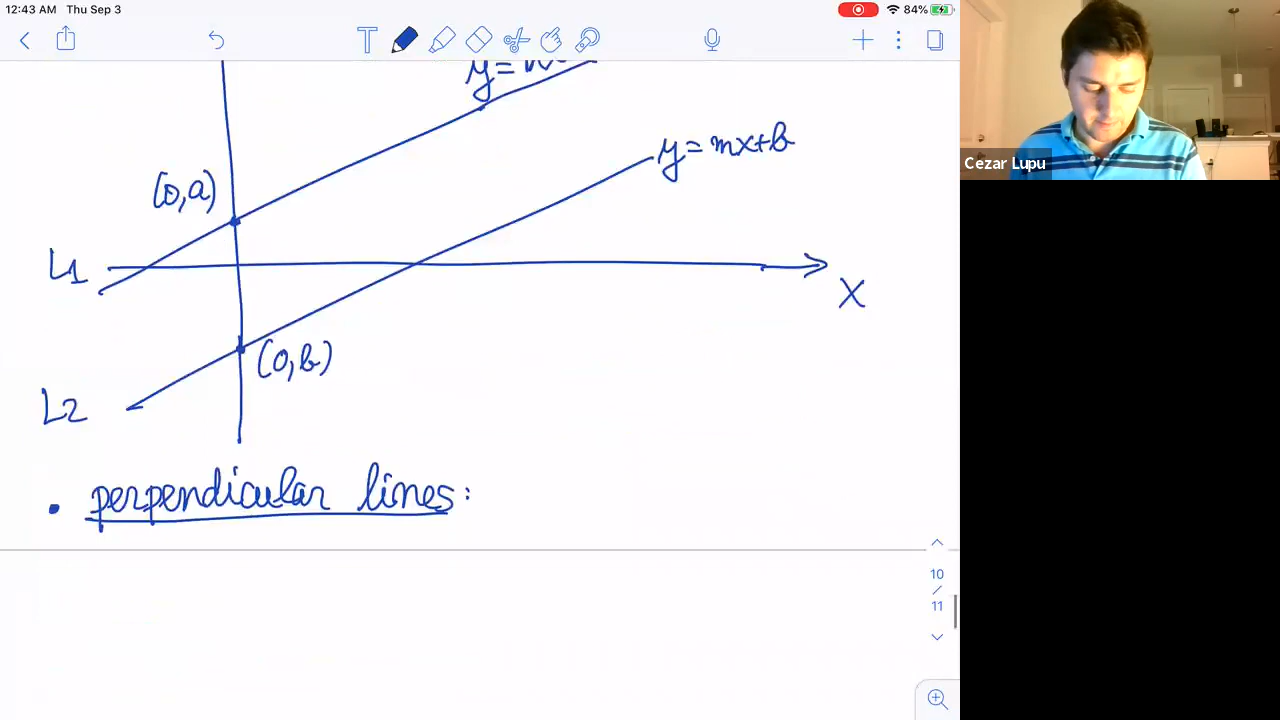 12:43 AM Thu Sep 3
84%
T
y=
y=mx+b
(0,a)
Cezar Lupu
L1
X
(0,b)
L2
• perpendicular lines:
10
/
11